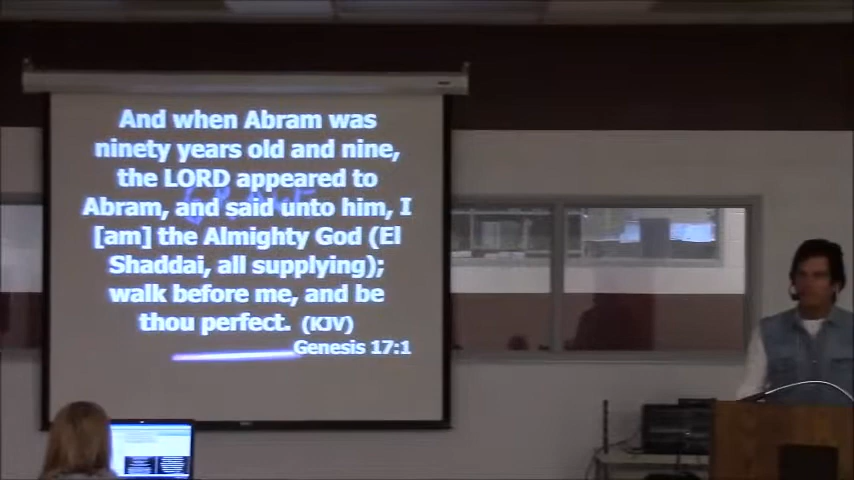 And when Abram was
ninety years old and nine,
the LORD appeared to
Abram, and said unto him, I
[am] the Almighty God (El
Shaddai, all supplying);
walk before me, and be
thou perfect. (KJV)
Genesis 17:1